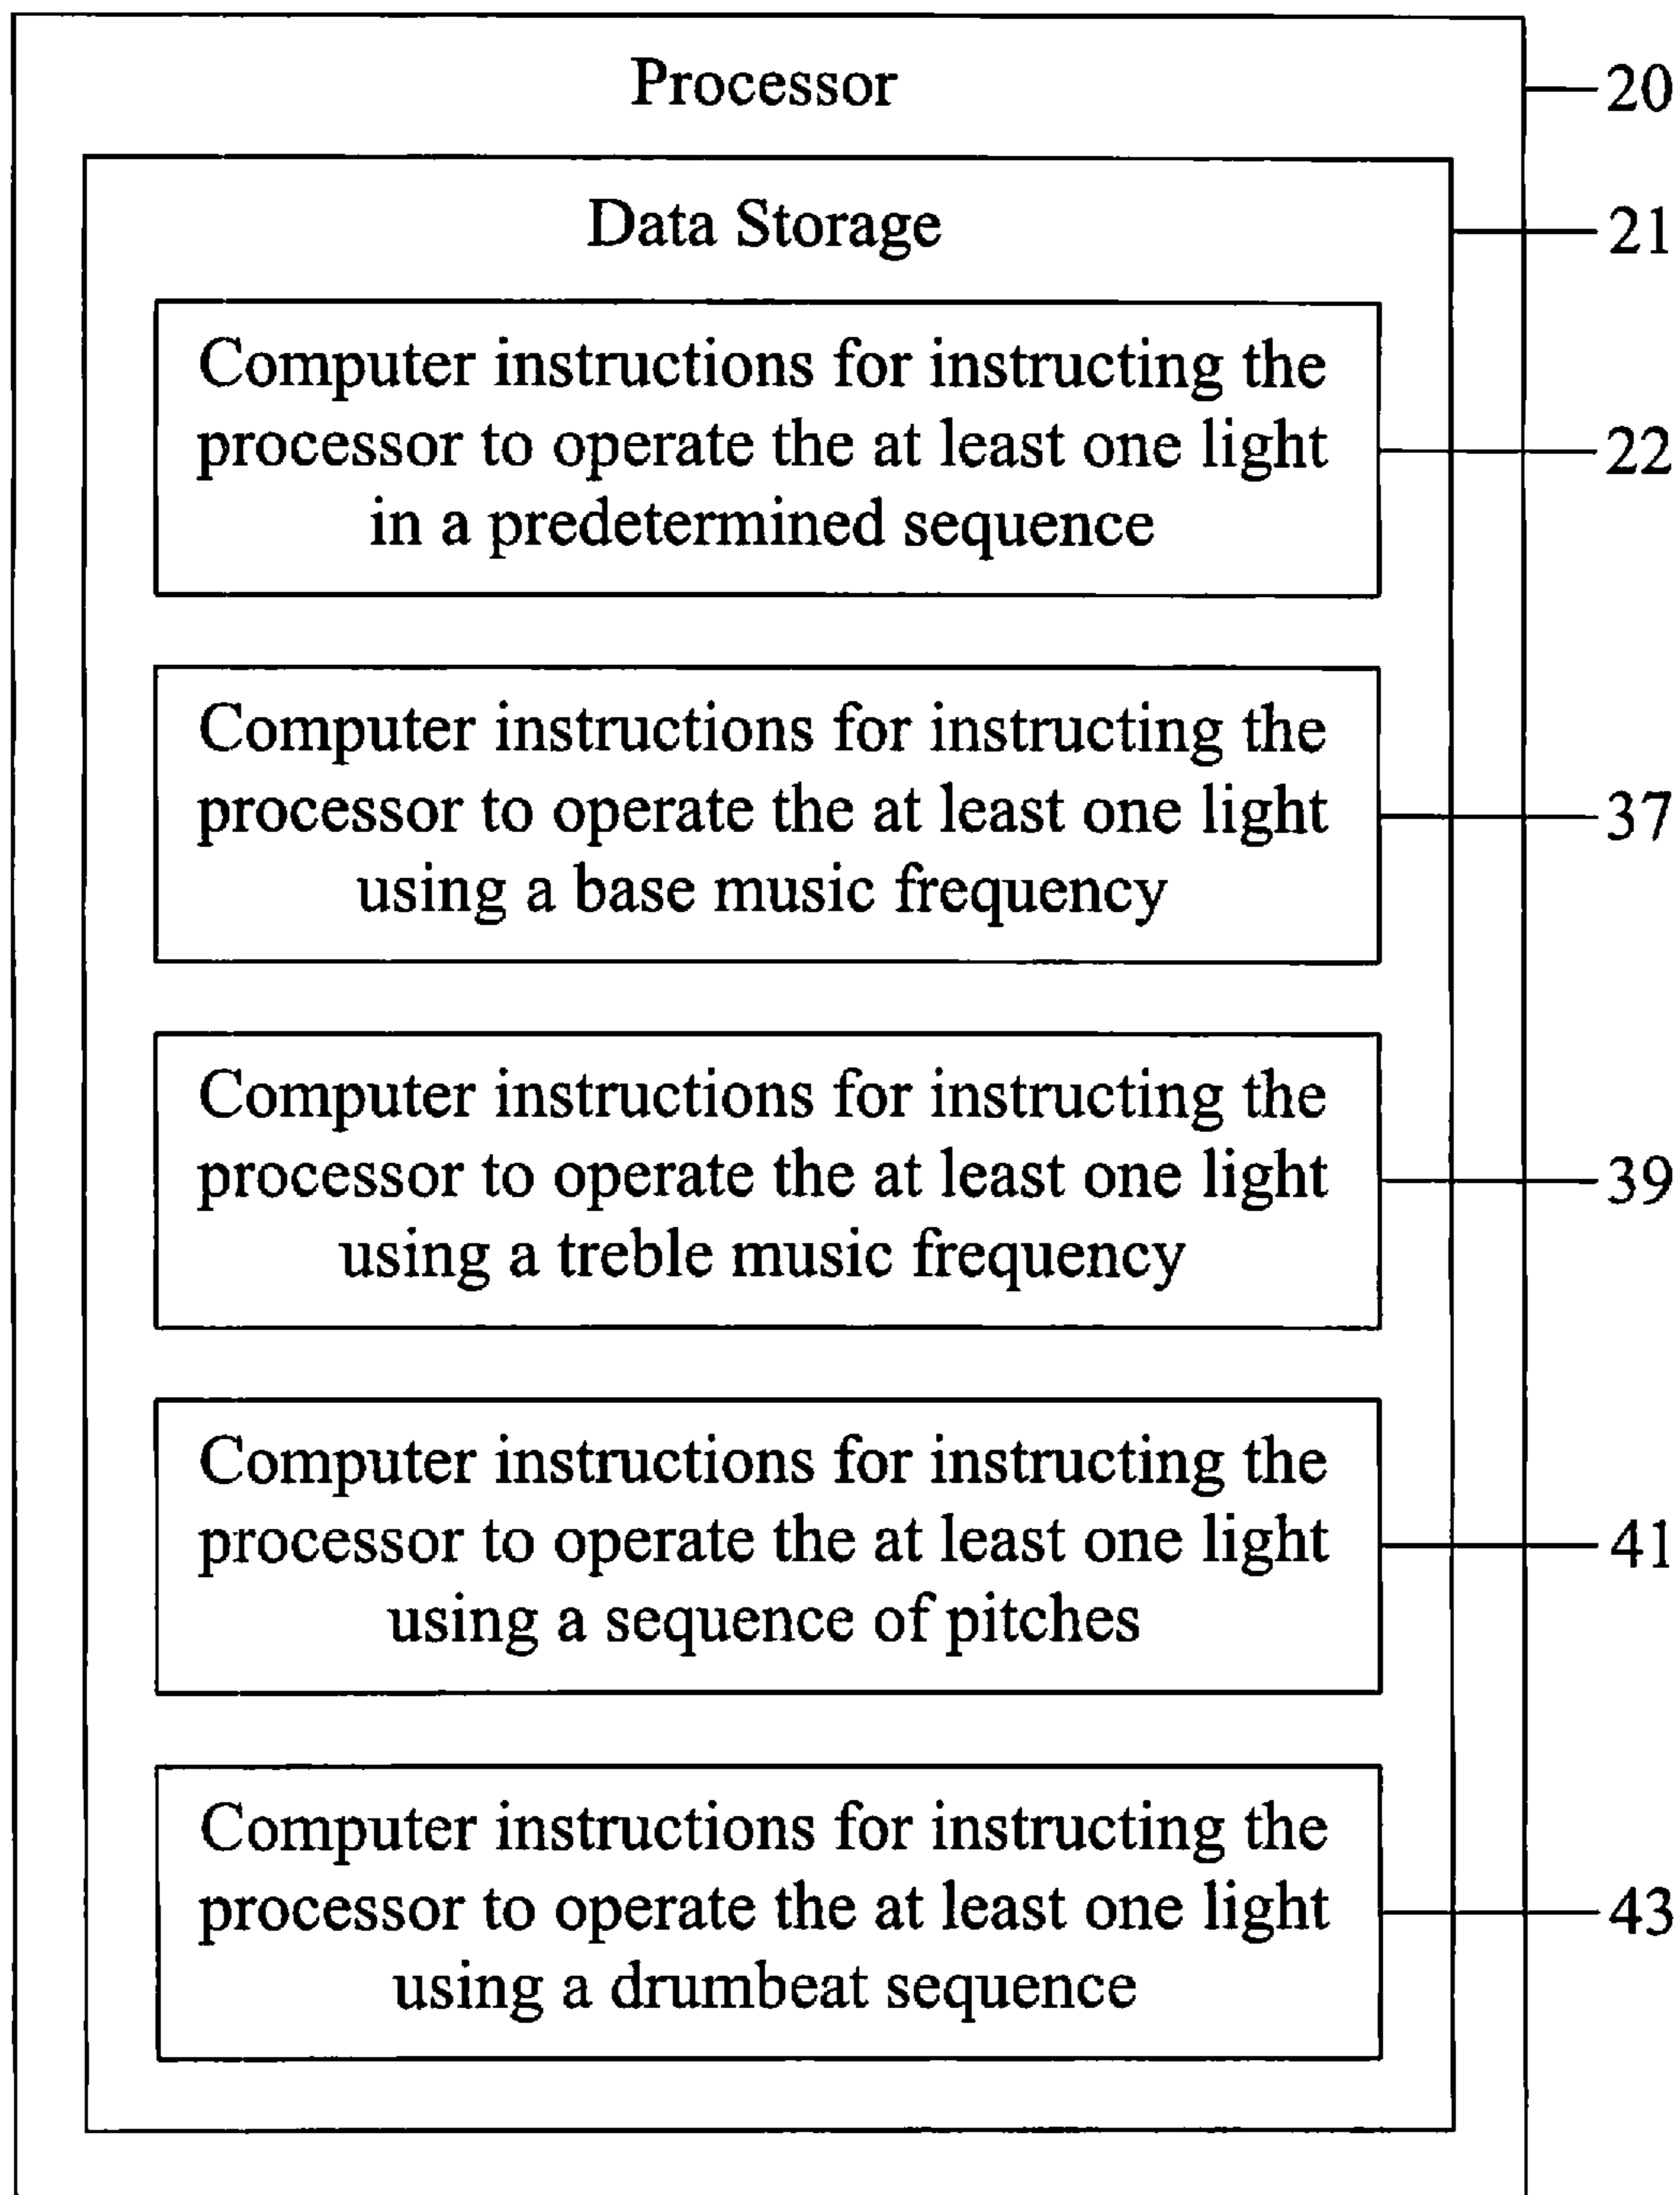 Processor
20
Data Storage
21
Computer instructions for instructing the
processor to operate the at least one light
in a predetermined sequence
22
Computer instructions for instructing the
processor to operate the at least one light
using a base music frequency
37
Computer instructions for instructing the
processor to operate the at least one light
using a treble music frequency
39
Computer instructions for instructing the
processor to operate the at least one light
using a sequence of pitches
41
Computer instructions for instructing the
processor to operate the at least one light
using a drumbeat sequence
43